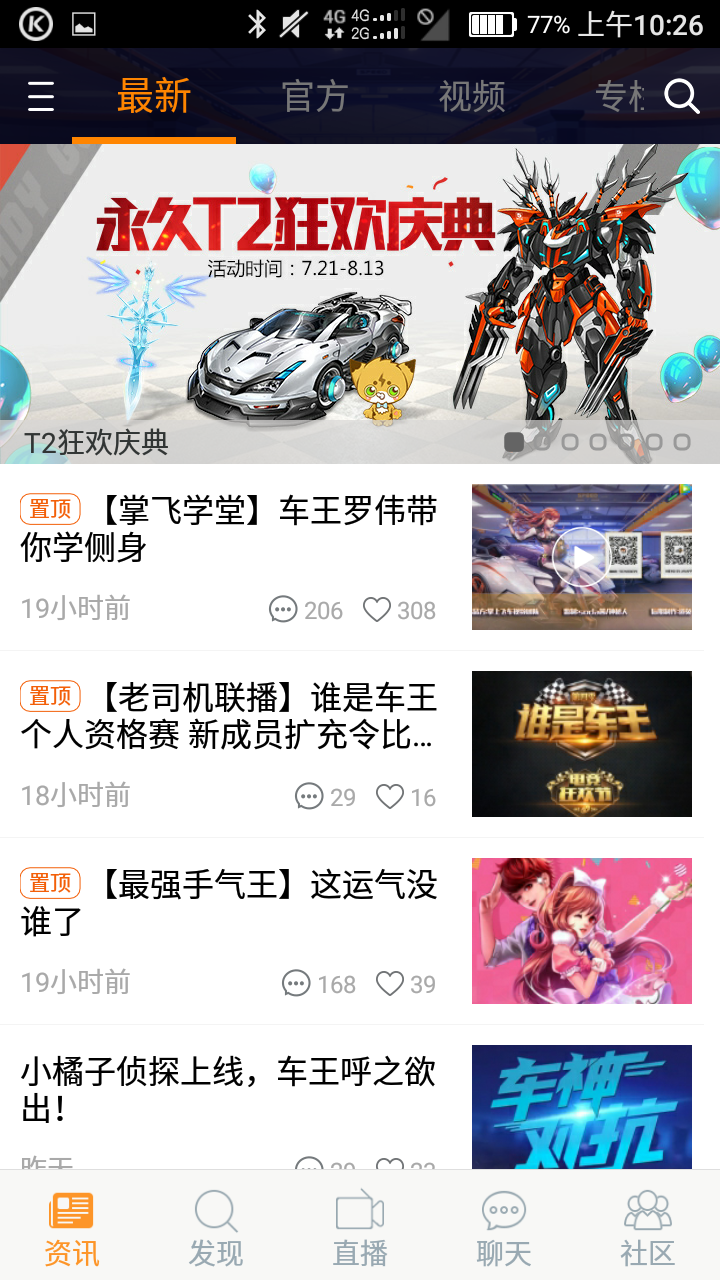 4G 4G 2G 77% 上午10:26
最新 官方 视频
永久T2狂欢庆典
活动时间：7.21-8.13
T2狂欢庆典
置顶 【掌飞学堂】车王罗伟带
你学侧身
19小时前 206 308
置顶 【老司机联播】谁是车王
个人资格赛 新成员扩充令比...
谁是车王
电竞
狂欢节
18小时前 29 16
置顶 【最强手气王】这运气没
谁了
19小时前 168 39
小橘子侦探上线，车王呼之欲
出！
车神
对抗
昨天
资讯 发现 直播 聊天 社区